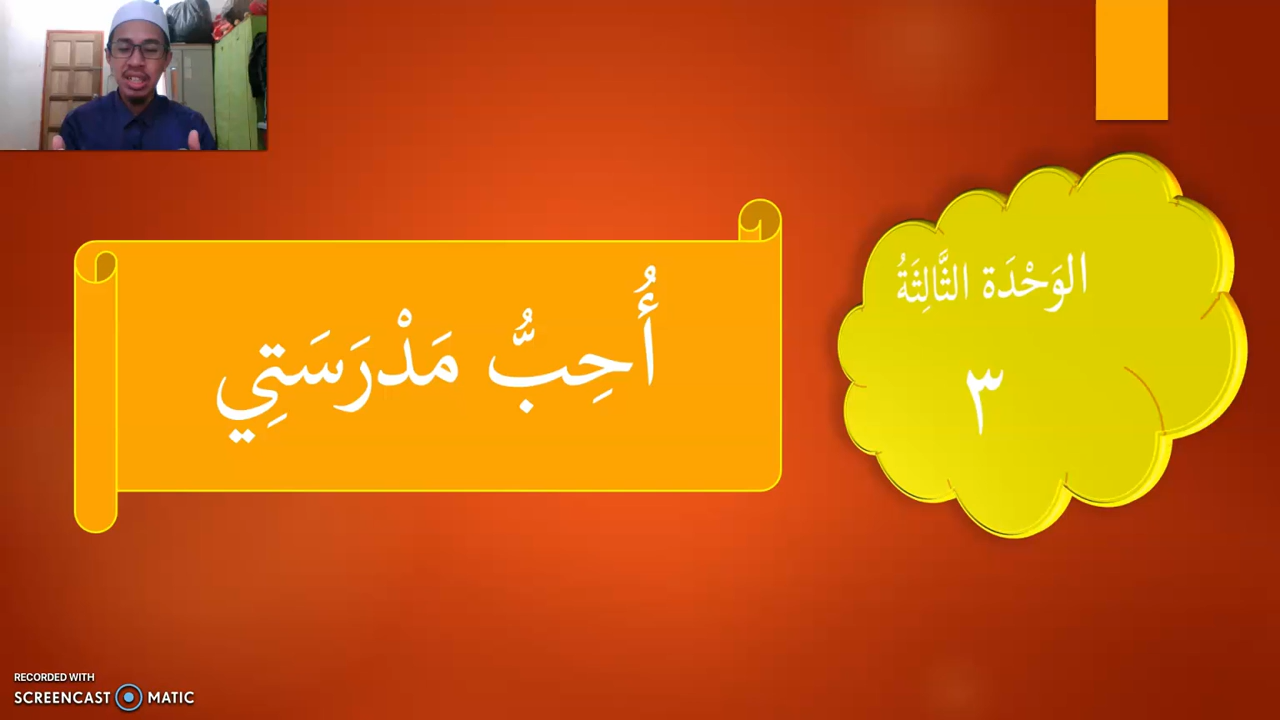 الوَحْدَة الثَّالِثَةُ
٣
أُحِبُّ مَدْرَسَتِي
RECORDED WITH
SCREENCAST MATIC